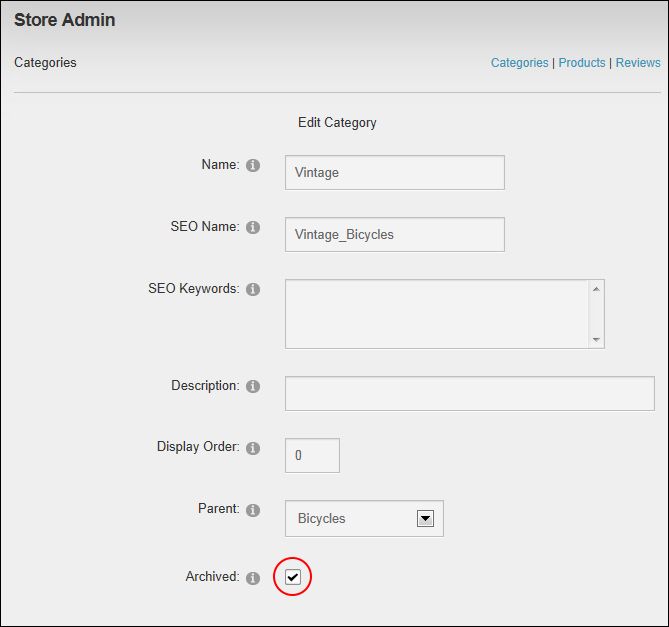 Store Admin
Categories
Categories | Products | Reviews
Edit Category
Name:
Vintage
SEO Name:
Vintage_Bicycles
SEO Keywords:
Description:
Display Order:
0
Parent:
Bicycles
Archived: